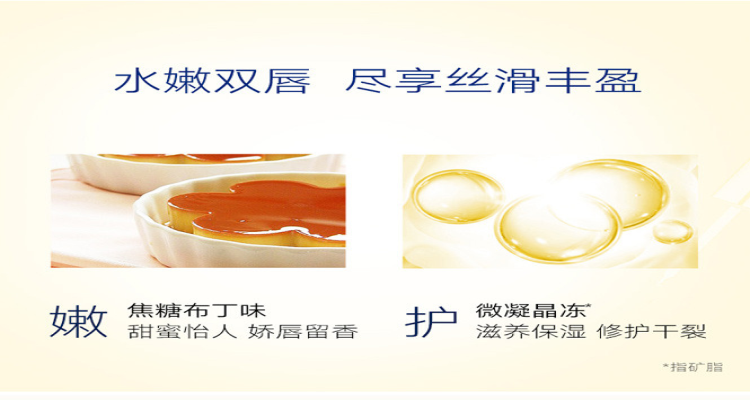 水嫩双唇 尽享丝滑丰盈
嫩 焦糖布丁味
甜蜜怡人 娇唇留香
护 微凝晶冻*
滋养保湿 修护干裂
*指矿脂